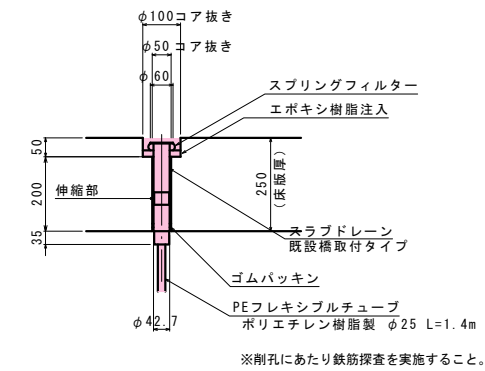 φ100コア抜き
φ50コア抜き
φ60
スプリングフィルター
エポキシ樹脂注入
50
200
35
伸縮部
250
(床版厚)
スラブドレーン
既設橋取付タイプ
ゴムパッキン
PEフレキシブルチューブ
φ42.7
ポリエチレン樹脂製 φ25 L=1.4m
※削孔にあたり鉄筋探査を実施すること。